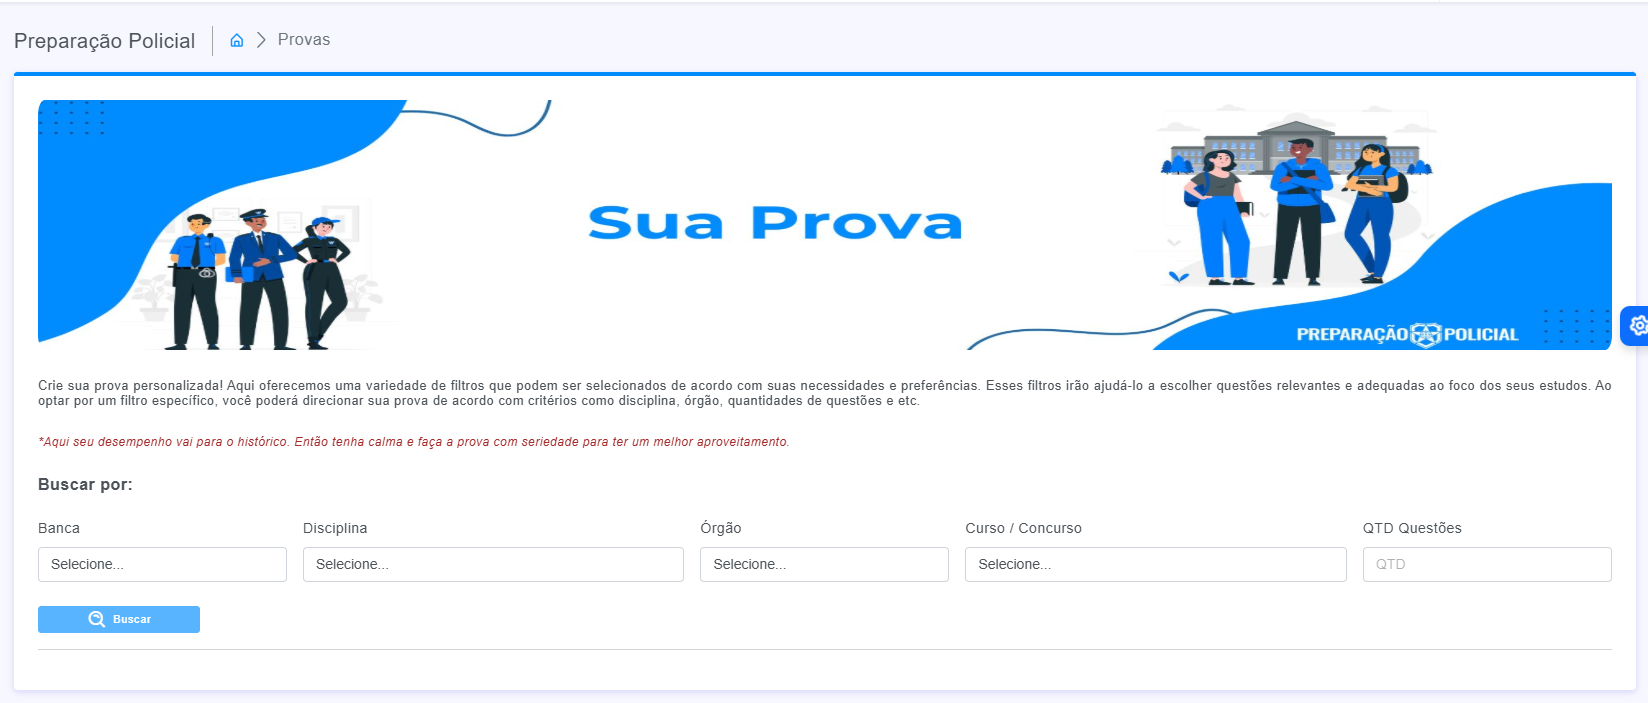 Preparação Policial
Provas
Sua Prova
PREPARAÇÃO POLICIAL
Crie sua prova personalizada! Aqui oferecemos uma variedade de filtros que podem ser selecionados de acordo com suas necessidades e preferências. Esses filtros irão ajudá-lo a escolher questões relevantes e adequadas ao foco dos seus estudos. Ao
optar por um filtro específico, você poderá direcionar sua prova de acordo com critérios como disciplina, órgão, quantidades de questões e etc.
*Aqui seu desempenho vai para o histórico. Então tenha calma e faça a prova com seriedade para ter um melhor aproveitamento.
Buscar por:
Banca Disciplina Órgão Curso / Concurso QTD Questões
Selecione... Selecione... Selecione... Selecione... QTD
Buscar